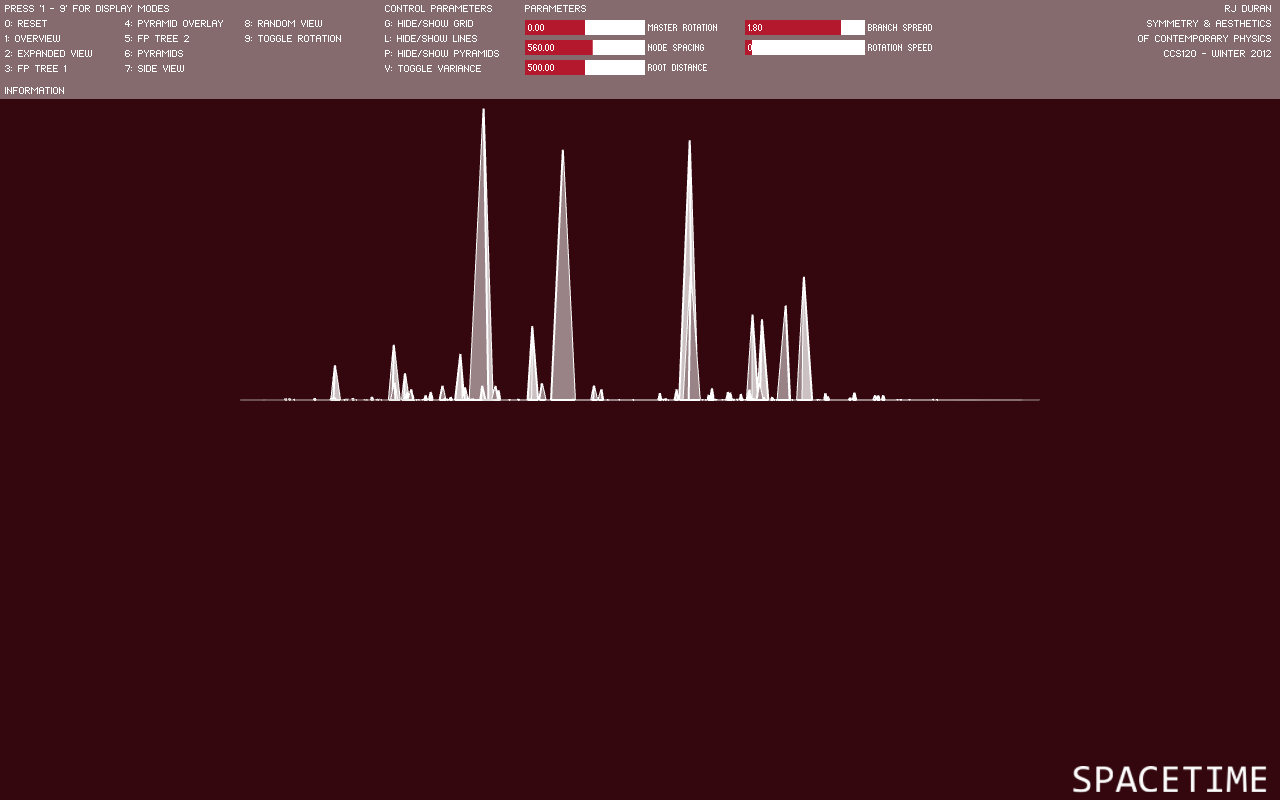 PRESS '1 - 9' FOR DISPLAY MODES
0: RESET
1: OVERVIEW
2: EXPANDED VIEW
3: FP TREE 1
4: PYRAMID OVERLAY
5: FP TREE 2
6: PYRAMIDS
7: SIDE VIEW
8: RANDOM VIEW
9: TOGGLE ROTATION
CONTROL PARAMETERS
G: HIDE/SHOW GRID
L: HIDE/SHOW LINES
P: HIDE/SHOW PYRAMIDS
V: TOGGLE VARIANCE
PARAMETERS
0.00 MASTER ROTATION
560.00 NODE SPACING
500.00 ROOT DISTANCE
1.80 BRANCH SPREAD
0 ROTATION SPEED
RJ DURAN
SYMMETRY & AESTHETICS
OF CONTEMPORARY PHYSICS
CCS120 - WINTER 2012
INFORMATION
SPACETIME